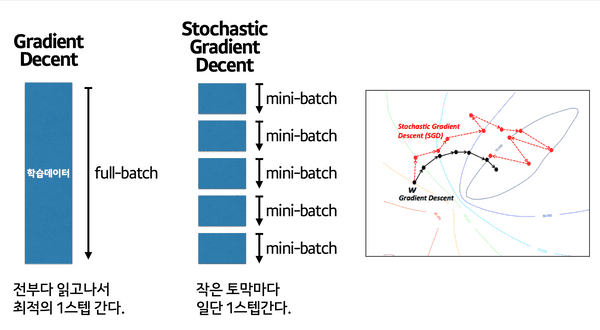 Gradient
Decent
학습데이터
full-batch
전부다 읽고나서
최적의 1스텝 간다.
Stochastic
Gradient
Decent
mini-batch
mini-batch
mini-batch
mini-batch
mini-batch
작은 토막마다
일단 1스텝간다.
Stochastic Gradient
Descent (SGD)
W
Gradient Descent